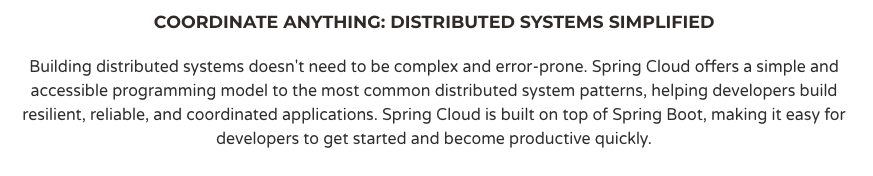 COORDINATE ANYTHING: DISTRIBUTED SYSTEMS SIMPLIFIED
Building distributed systems doesn't need to be complex and error-prone. Spring Cloud offers a simple and
accessible programming model to the most common distributed system patterns, helping developers build
resilient, reliable, and coordinated applications. Spring Cloud is built on top of Spring Boot, making it easy for
developers to get started and become productive quickly.